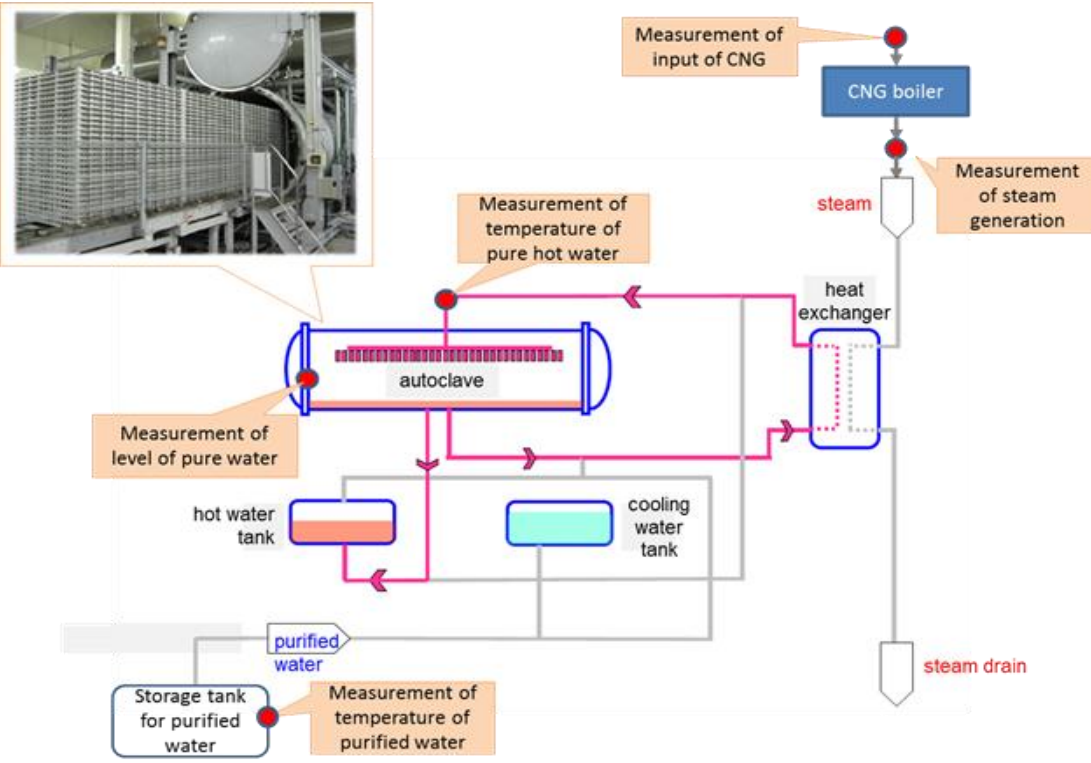 Measurement of
input of CNG
CNG boiler
Measurement
of steam
generation
steam
Measurement of
temperature of
pure hot water
heat
exchanger
autoclave
Measurement of
level of pure water
hot water
tank
cooling
water
tank
purified
water
steam drain
Storage tank
for purified
water
Measurement of
temperature of
purified water